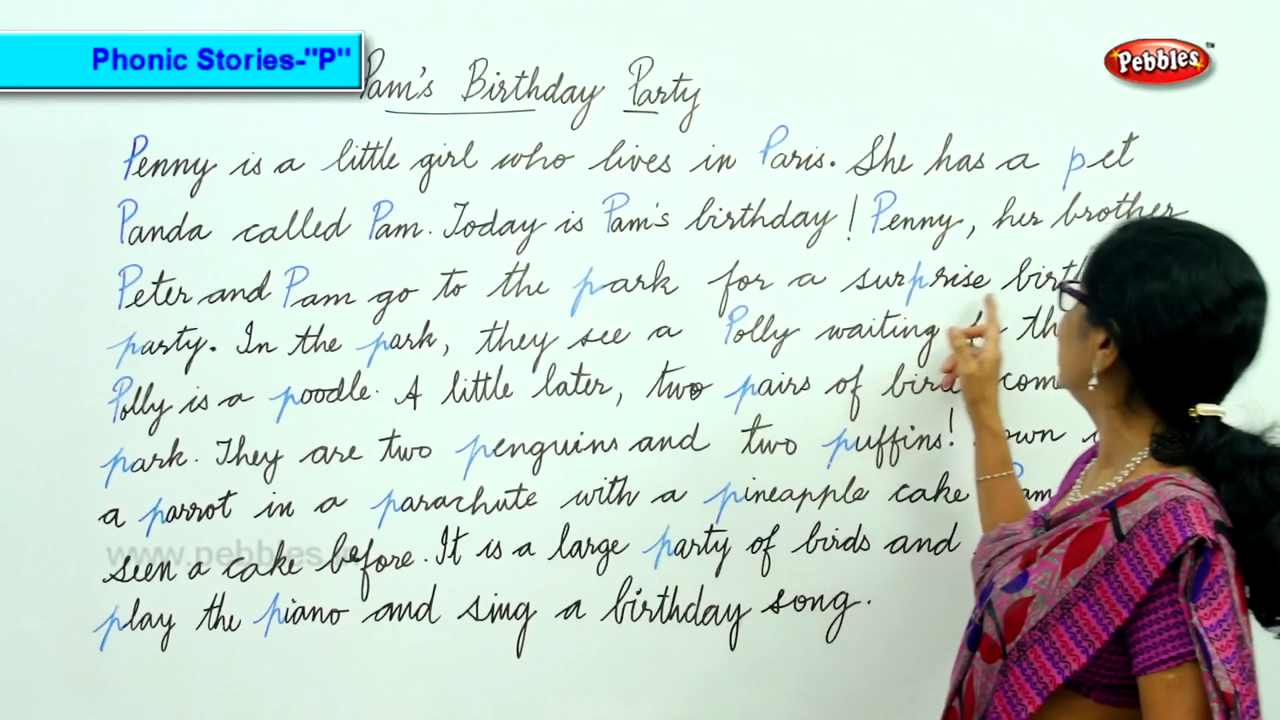 Phonic Stories-"P"
Pebbles™
Pam's Birthday Party
Penny is a little girl who lives in Paris. She has a pet
Panda called Pam. Today is Pam's birthday! Penny, her brother
Peter and Pam go to the park for a surprise
party. In the park, they see a Polly waiting
Polly is a poodle. A little later, two pairs of
park. They are two penguins and two puffins!
a parrot in a parachute with a pineapple cake
seen a cake before. It is a large party of birds and
play the piano and sing a birthday song.
www.pebbles.